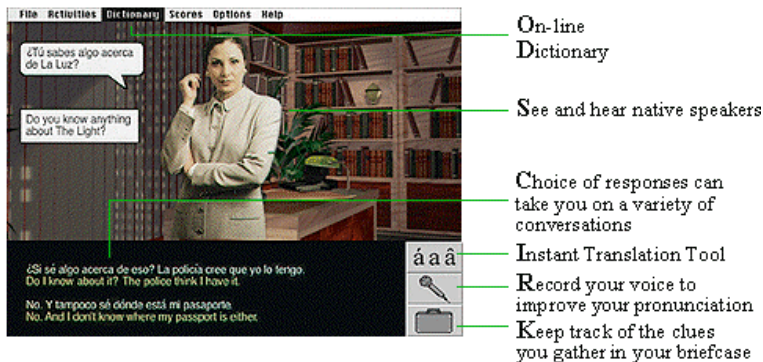 File Activities Dictionary Scores Options Help
¿Tú sabes algo acerca
de La Luz?
Do you know anything
about The Light?
¿Si sé algo acerca de eso? La policía cree que yo lo tengo.
Do I know about it? The police think I have it.
No. Y tampoco sé dónde está mi pasaporte.
No. And I don't know where my passport is either.
á a â
On-line
Dictionary
See and hear native speakers
Choice of responses can
take you on a variety of
conversations
Instant Translation Tool
Record your voice to
improve your pronunciation
Keep track of the clues
you gather in your briefcase